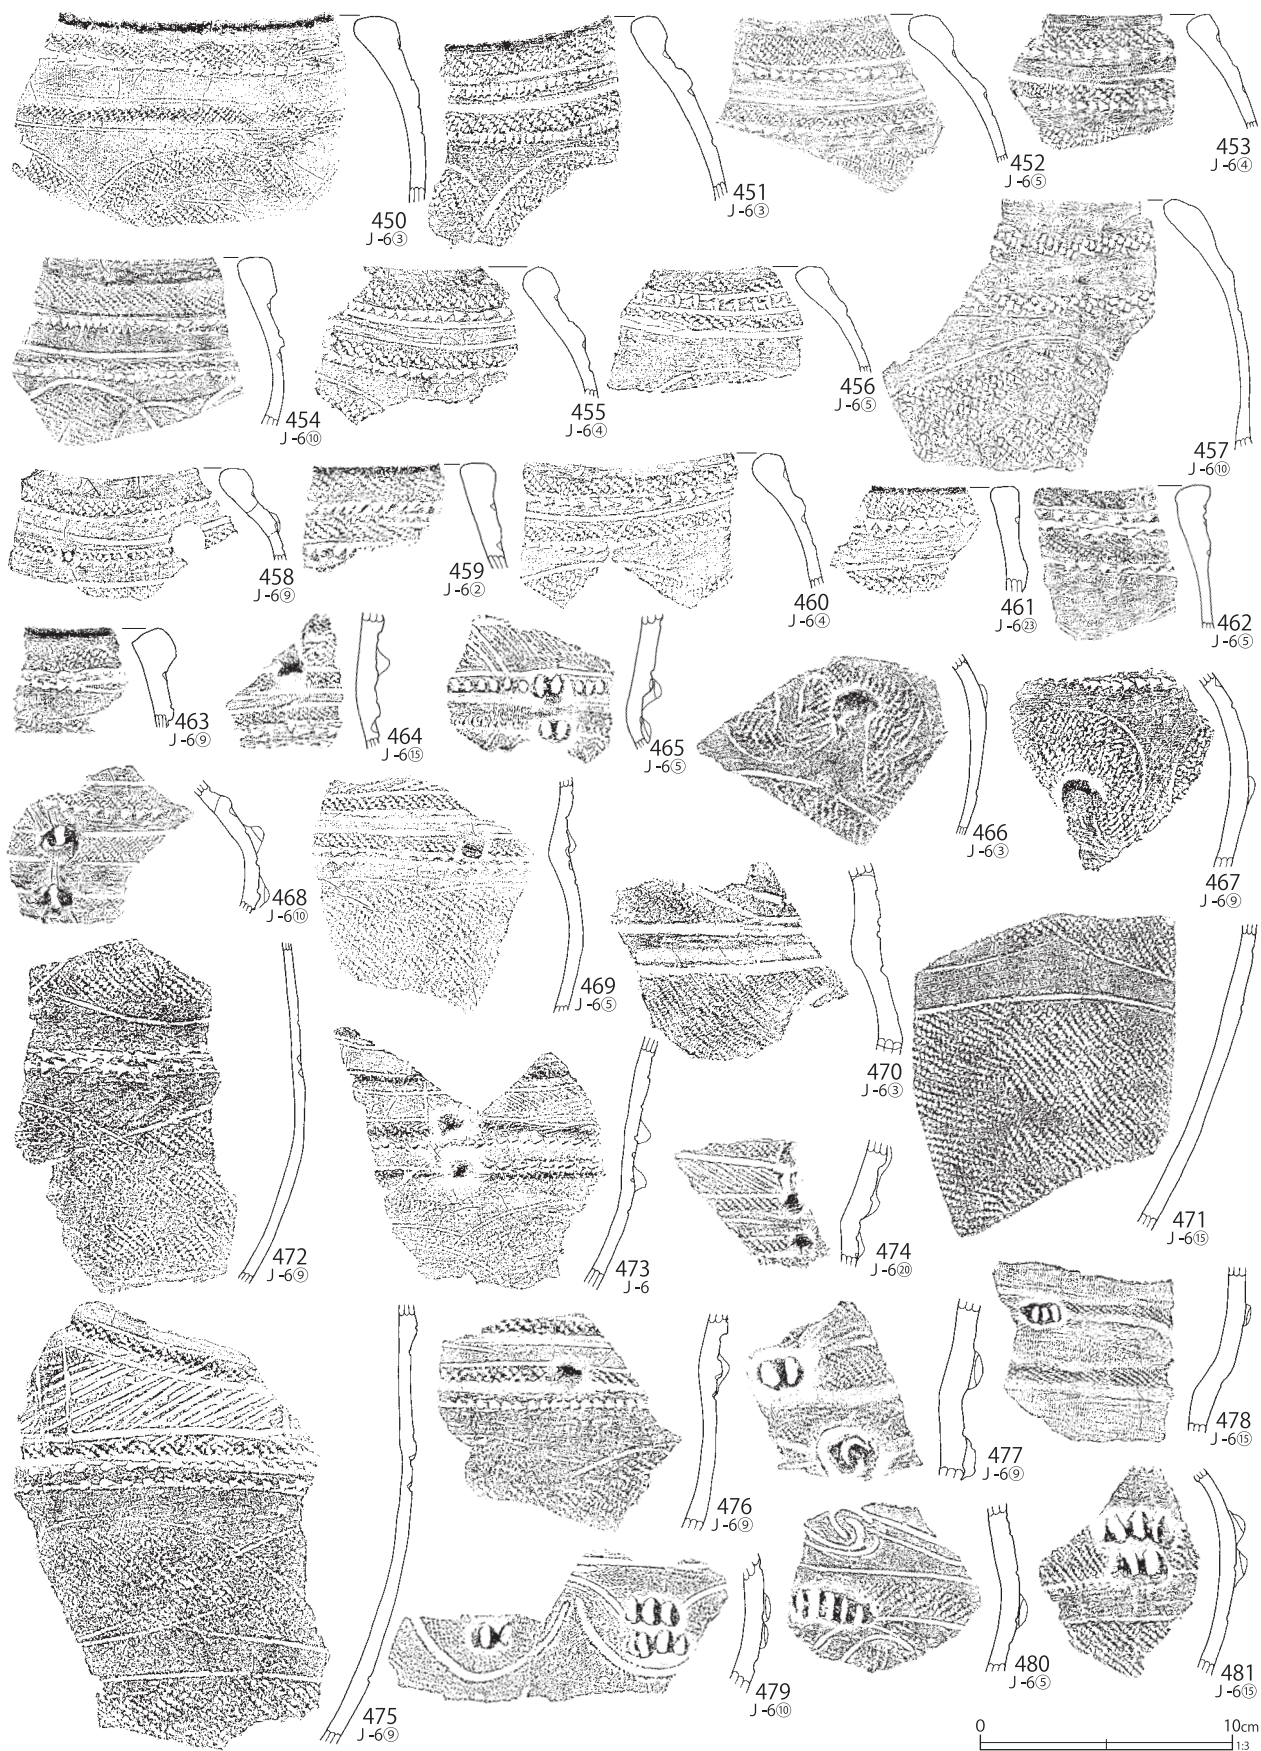 450
J-6③
451
J-6③
452
J-6⑤
453
J-6④
454
J-6⑩
455
J-6④
456
J-6⑤
457
J-6⑩
458
J-6⑨
459
J-6②
460
J-6④
461
J-6㉓
462
J-6⑤
463
J-6⑨
464
J-6⑮
465
J-6⑤
466
J-6③
467
J-6⑨
468
J-6⑩
469
J-6⑤
470
J-6③
471
J-6⑮
472
J-6⑨
473
J-6
474
J-6⑳
475
J-6⑨
476
J-6⑨
477
J-6⑨
478
J-6⑮
479
J-6⑩
480
J-6⑤
481
J-6⑮
0 10cm
1:3